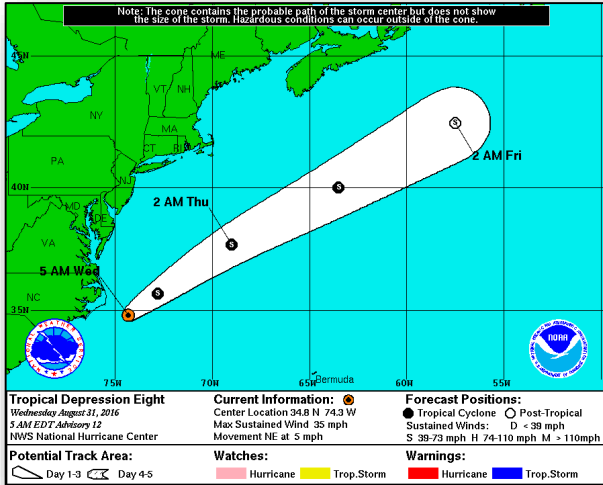 Note: The cone contains the probable path of the storm center but does not show
the size of the storm. Hazardous conditions can occur outside of the cone.
45N
ME
VT
NH
NY
MA
CT
RI
PA
NJ
40N
MD
DE
VA
NC
35N
S
2 AM Fri
S
2 AM Thu
S
5 AM Wed
S
NOAA
Bermuda
75W
70W
65W
60W
55W
Tropical Depression Eight
Wednesday August 31, 2016
5 AM EDT Advisory 12
NWS National Hurricane Center
Current Information:
Center Location 34.8 N 74.3 W
Max Sustained Wind 35 mph
Movement NE at 5 mph
Forecast Positions:
Tropical Cyclone Post-Tropical
Sustained Winds: D < 39 mph
S 39-73 mph H 74-110 mph M > 110mph
Potential Track Area:
Day 1-3 Day 4-5
Watches:
Hurricane Trop.Storm
Warnings:
Hurricane Trop.Storm